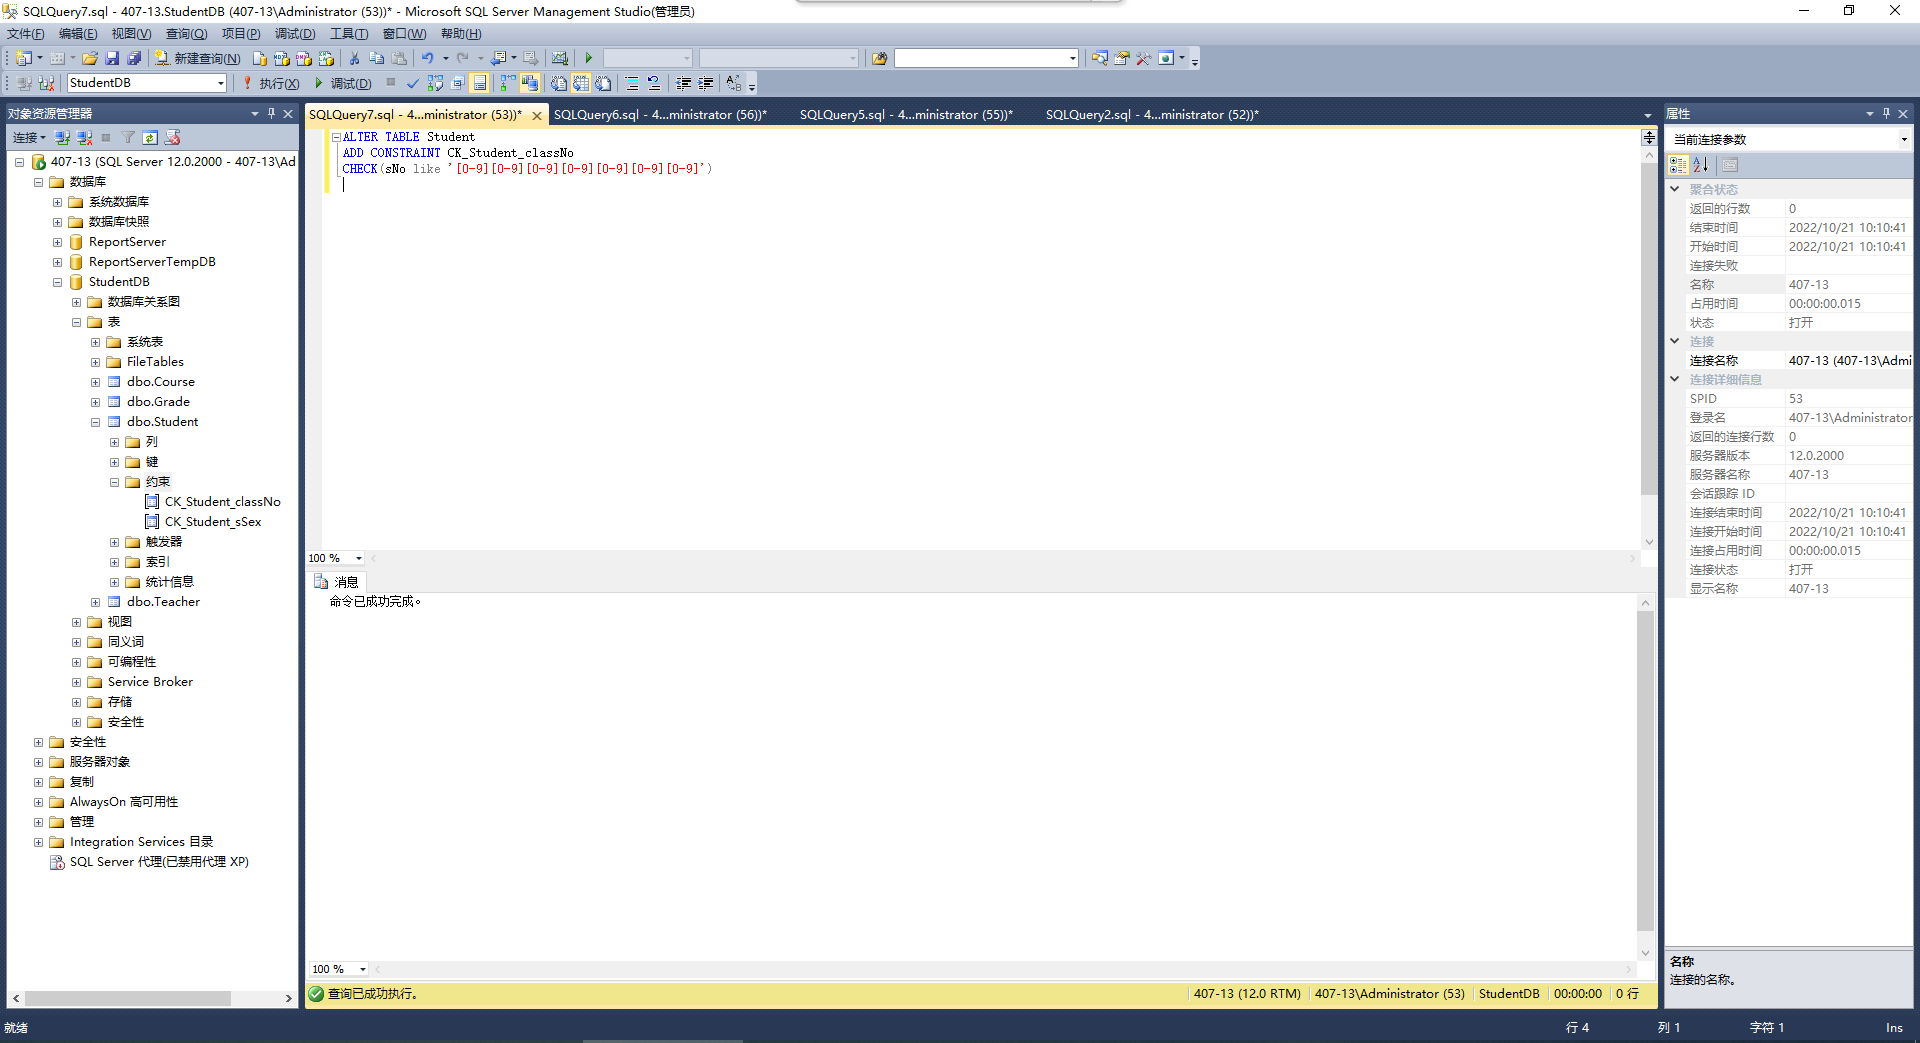 SQLQuery7.sql - 407-13.StudentDB (407-13\Administrator (53))* - Microsoft SQL Server Management Studio(管理员)
文件(F) 编辑(E) 视图(V) 查询(Q) 项目(P) 调试(D) 工具(T) 窗口(W) 帮助(H)
新建查询(N)
StudentDB 执行(X) 调试(D)
对象资源管理器
连接
407-13 (SQL Server 12.0.2000 - 407-13\Ad
数据库
系统数据库
数据库快照
ReportServer
ReportServerTempDB
StudentDB
数据库关系图
表
系统表
FileTables
dbo.Course
dbo.Grade
dbo.Student
列
键
约束
CK_Student_classNo
CK_Student_sSex
触发器
索引
统计信息
dbo.Teacher
视图
同义词
可编程性
Service Broker
存储
安全性
安全性
服务器对象
复制
AlwaysOn 高可用性
管理
Integration Services 目录
SQL Server 代理(已禁用代理 XP)
SQLQuery7.sql - 4...ministrator (53))* SQLQuery6.sql - 4...ministrator (56))* SQLQuery5.sql - 4...ministrator (55))* SQLQuery2.sql - 4...ministrator (52))*
ALTER TABLE Student
ADD CONSTRAINT CK_Student_classNo
CHECK(sNo like '[0-9][0-9][0-9][0-9][0-9][0-9][0-9]')
100 %
消息
命令已成功完成。
100 %
查询已成功执行。 407-13 (12.0 RTM) 407-13\Administrator (53) StudentDB 00:00:00 0 行
属性
当前连接参数
聚合状态
返回的行数 0
结束时间 2022/10/21 10:10:41
开始时间 2022/10/21 10:10:41
连接失败
名称 407-13
占用时间 00:00:00.015
状态 打开
连接
连接名称 407-13 (407-13\Admi
连接详细信息
SPID 53
登录名 407-13\Administrator
返回的连接行数 0
服务器版本 12.0.2000
服务器名称 407-13
会话跟踪 ID
连接结束时间 2022/10/21 10:10:41
连接开始时间 2022/10/21 10:10:41
连接占用时间 00:00:00.015
连接状态 打开
显示名称 407-13
名称
连接的名称。
就绪 行 4 列 1 字符 1 Ins